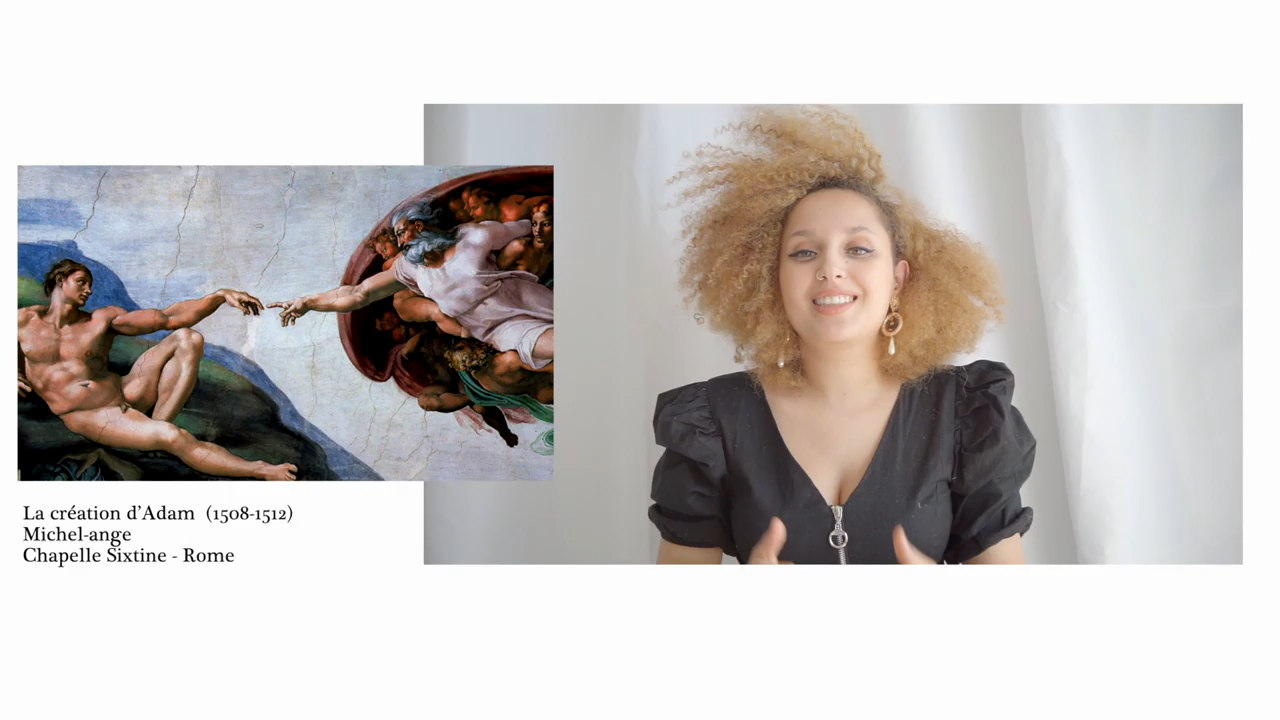 La création d'Adam (1508-1512)
Michel-ange
Chapelle Sixtine - Rome